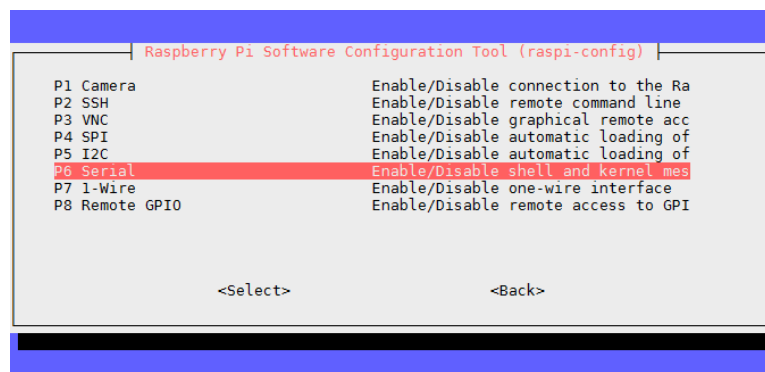 Raspberry Pi Software Configuration Tool (raspi-config)
P1 Camera Enable/Disable connection to the Ra
P2 SSH Enable/Disable remote command line
P3 VNC Enable/Disable graphical remote acc
P4 SPI Enable/Disable automatic loading of
P5 I2C Enable/Disable automatic loading of
P6 Serial Enable/Disable shell and kernel mes
P7 1-Wire Enable/Disable one-wire interface
P8 Remote GPIO Enable/Disable remote access to GPI
<Select> <Back>